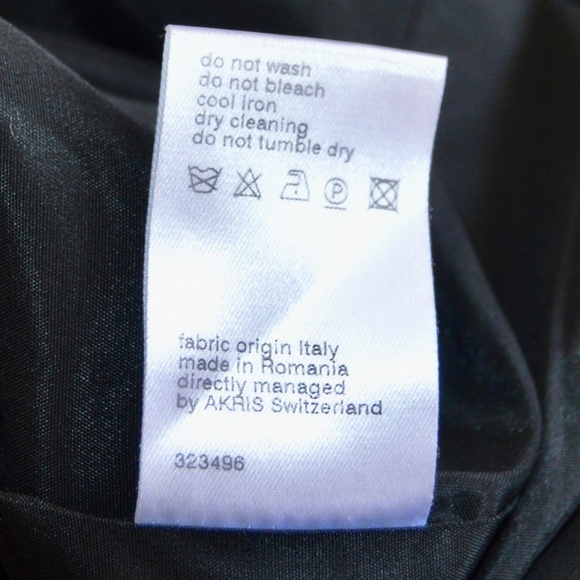 do not wash
do not bleach
cool iron
dry cleaning
do not tumble dry
P
fabric origin Italy
made in Romania
directly managed
by AKRIS Switzerland
323496